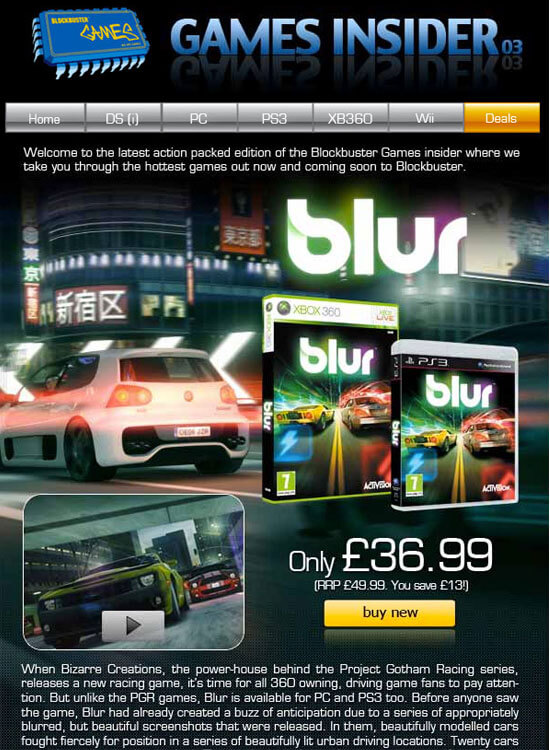 BLOCKBUSTER
GAMES
GAMES INSIDER 03
Home
DS (i)
PC
PS3
XB360
Wii
Deals
Welcome to the latest action packed edition of the Blockbuster Games insider where we
take you through the hottest games out now and coming soon to Blockbuster.
blur
東京都
東京
新宿区
XBOX 360
XBOX
LIVE
blur
blur
7
ACTIVISION
PS3
blur
7
ACTIVISION
Only £36.99
(RRP £49.99. You save £13!)
buy new
When Bizarre Creations, the power-house behind the Project Gotham Racing series,
releases a new racing game, it's time for all 360 owning, driving game fans to pay atten-
tion. But unlike the PGR games, Blur is available for PC and PS3 too. Before anyone saw
the game, Blur had already created a buzz of anticipation due to a series of appropriately
blurred, but beautiful screenshots that were released. In them, beautifully modelled cars
fought fiercely for position in a series of beautifully lit urban driving locations. Twenty cars